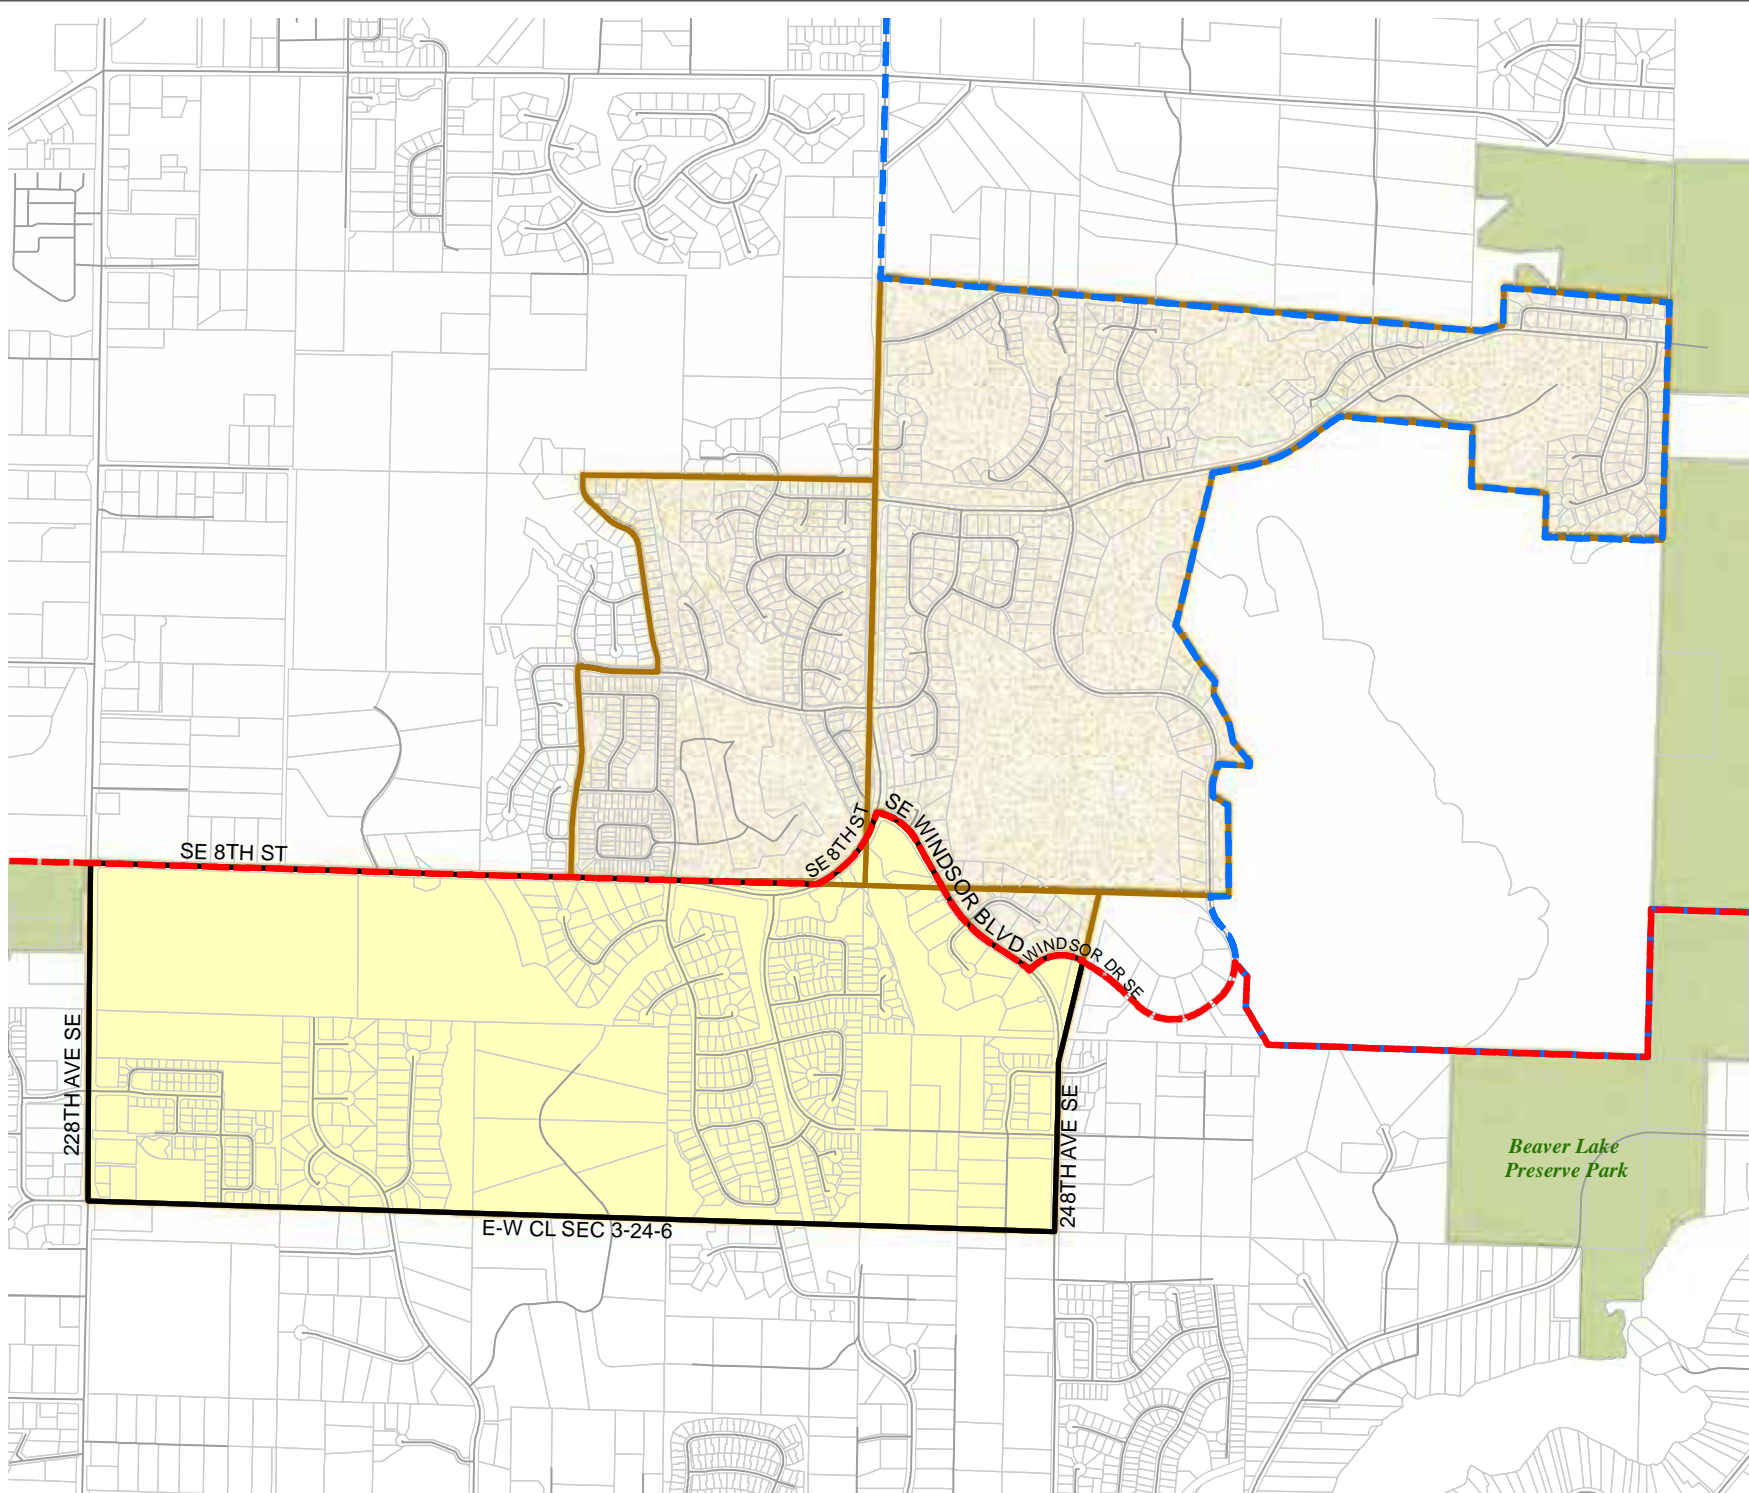 SE 8TH ST
SE 8TH ST
SE WINDSOR BLVD
WINDSOR DR SE
228TH AVE SE
248TH AVE SE
Beaver Lake
Preserve Park
E-W CL SEC 3-24-6